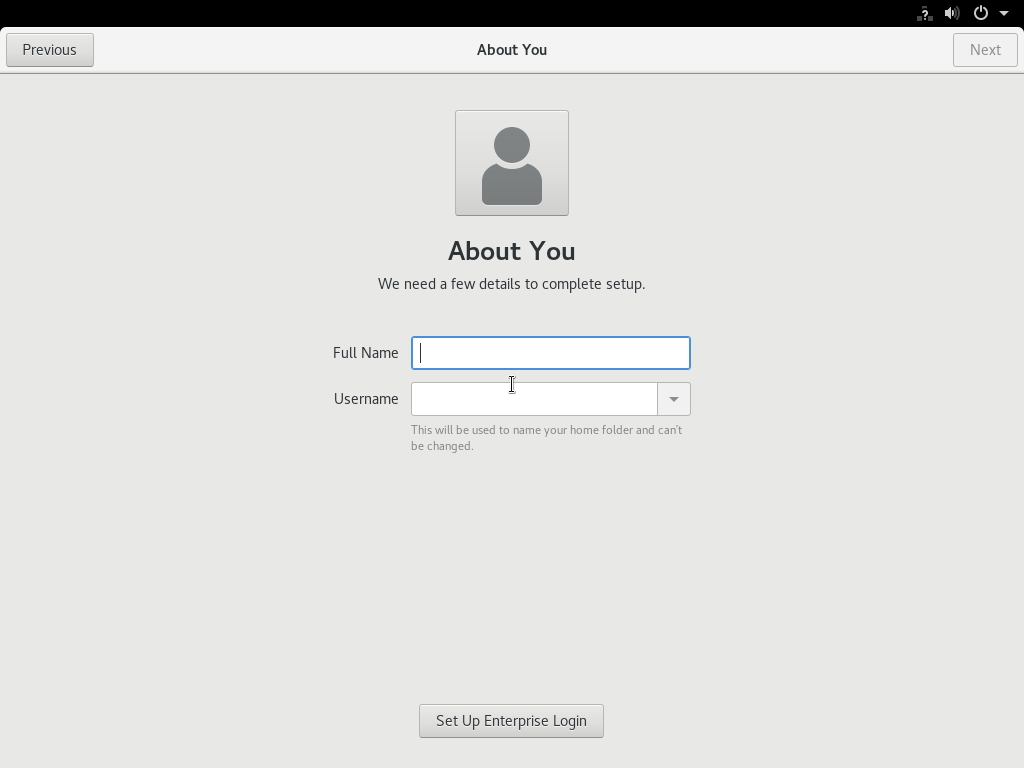 Previous
About You
Next
About You
We need a few details to complete setup.
Full Name
Username
This will be used to name your home folder and can't
be changed.
Set Up Enterprise Login